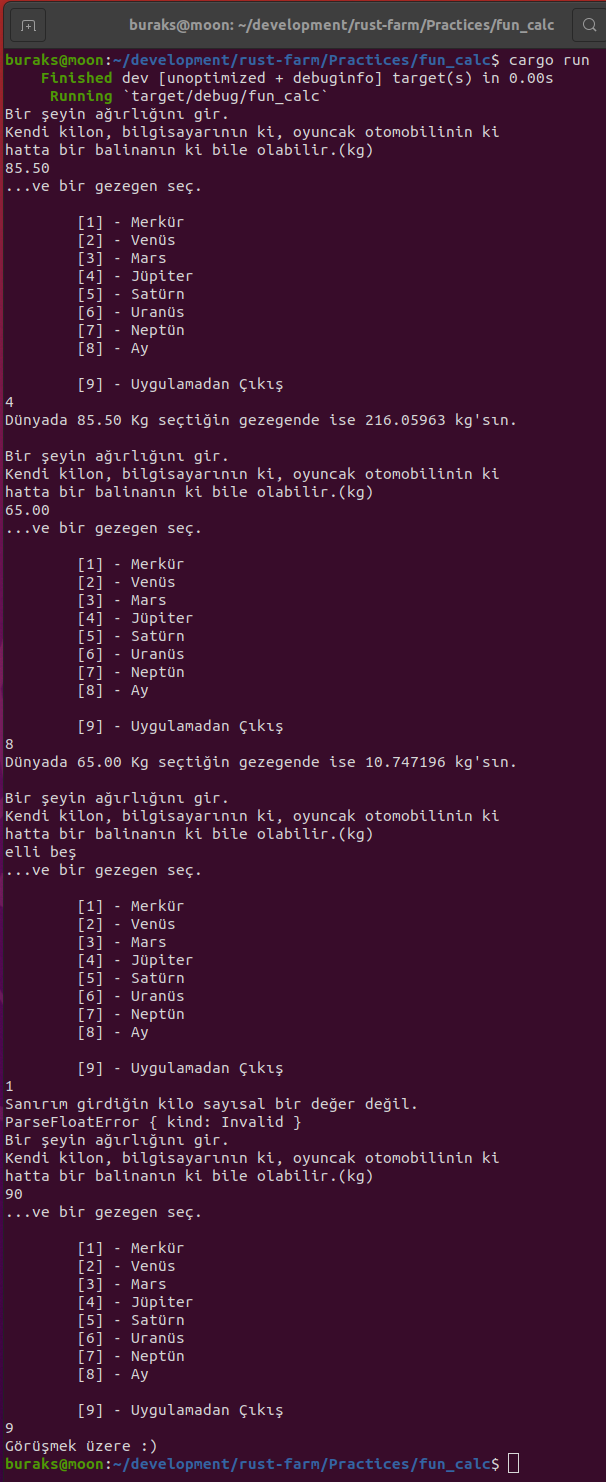 buraks@moon: ~/development/rust-farm/Practices/fun_calc
buraks@moon:~/development/rust-farm/Practices/fun_calc$ cargo run
    Finished dev [unoptimized + debuginfo] target(s) in 0.00s
     Running `target/debug/fun_calc`
Bir şeyin ağırlığını gir.
Kendi kilon, bilgisayarının ki, oyuncak otomobilinin ki
hatta bir balinanın ki bile olabilir.(kg)
85.50
...ve bir gezegen seç.

        [1] - Merkür
        [2] - Venüs
        [3] - Mars
        [4] - Jüpiter
        [5] - Satürn
        [6] - Uranüs
        [7] - Neptün
        [8] - Ay

        [9] - Uygulamadan Çıkış
4
Dünyada 85.50 Kg seçtiğin gezegende ise 216.05963 kg'sın.

Bir şeyin ağırlığını gir.
Kendi kilon, bilgisayarının ki, oyuncak otomobilinin ki
hatta bir balinanın ki bile olabilir.(kg)
65.00
...ve bir gezegen seç.

        [1] - Merkür
        [2] - Venüs
        [3] - Mars
        [4] - Jüpiter
        [5] - Satürn
        [6] - Uranüs
        [7] - Neptün
        [8] - Ay

        [9] - Uygulamadan Çıkış
8
Dünyada 65.00 Kg seçtiğin gezegende ise 10.747196 kg'sın.

Bir şeyin ağırlığını gir.
Kendi kilon, bilgisayarının ki, oyuncak otomobilinin ki
hatta bir balinanın ki bile olabilir.(kg)
elli beş
...ve bir gezegen seç.

        [1] - Merkür
        [2] - Venüs
        [3] - Mars
        [4] - Jüpiter
        [5] - Satürn
        [6] - Uranüs
        [7] - Neptün
        [8] - Ay

        [9] - Uygulamadan Çıkış
1
Sanırım girdiğin kilo sayısal bir değer değil.
ParseFloatError { kind: Invalid }
Bir şeyin ağırlığını gir.
Kendi kilon, bilgisayarının ki, oyuncak otomobilinin ki
hatta bir balinanın ki bile olabilir.(kg)
90
...ve bir gezegen seç.

        [1] - Merkür
        [2] - Venüs
        [3] - Mars
        [4] - Jüpiter
        [5] - Satürn
        [6] - Uranüs
        [7] - Neptün
        [8] - Ay

        [9] - Uygulamadan Çıkış
9
Görüşmek üzere :)
buraks@moon:~/development/rust-farm/Practices/fun_calc$